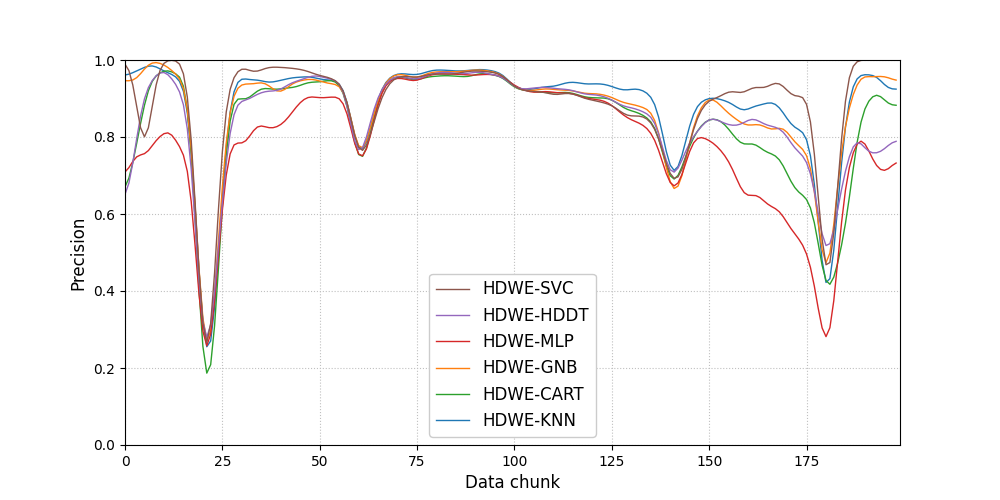 1.0
0.8
0.6
0.4
0.2
0.0
Precision
0 25 50 75 100 125 150 175
Data chunk
HDWE-SVC
HDWE-HDDT
HDWE-MLP
HDWE-GNB
HDWE-CART
HDWE-KNN